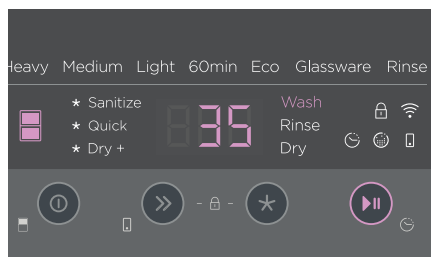 Heavy Medium Light 60min Eco Glassware Rinse
* Sanitize
* Quick
* Dry +
35
Wash
Rinse
Dry